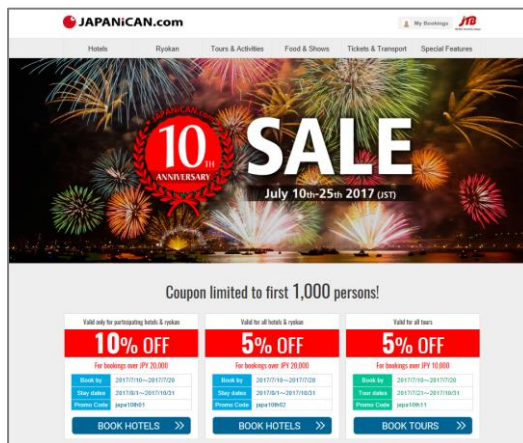 JAPANiCAN.com
My Bookings
JTB
Hotels Ryokan Tours & Activities Food & Shows Tickets & Transport Special Features
JAPANiCAN.com
10TH
ANNIVERSARY
SALE
July 10th-25th 2017 (JST)
Coupon limited to first 1,000 persons!
Valid only for participating hotels & ryokan
10% OFF
For bookings over JPY 20,000
Book by 2017/7/10～2017/7/20
Stay dates 2017/8/1～2017/10/31
Promo Code japa10th01
BOOK HOTELS
Valid for all hotels & ryokan
5% OFF
For bookings over JPY 20,000
Book by 2017/7/10～2017/7/20
Stay dates 2017/8/1～2017/10/31
Promo Code japa10th02
BOOK HOTELS
Valid for all tours
5% OFF
For bookings over JPY 10,000
Book by 2017/7/10～2017/7/20
Tour dates 2017/7/21～2017/10/31
Promo Code japa10th11
BOOK TOURS